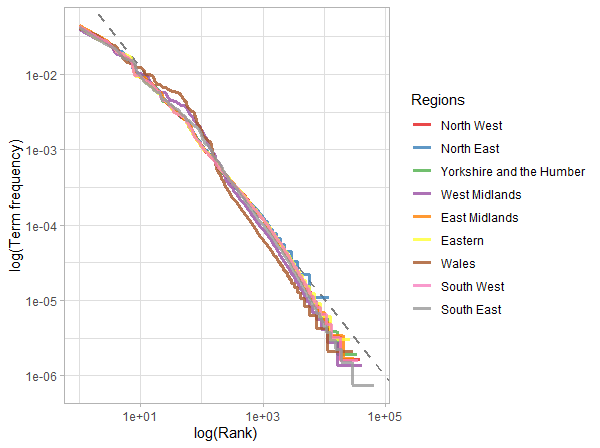 log(Term frequency)
1e-02
1e-03
1e-04
1e-05
1e-06
1e+01
1e+03
1e+05
log(Rank)
Regions
North West
North East
Yorkshire and the Humber
West Midlands
East Midlands
Eastern
Wales
South West
South East